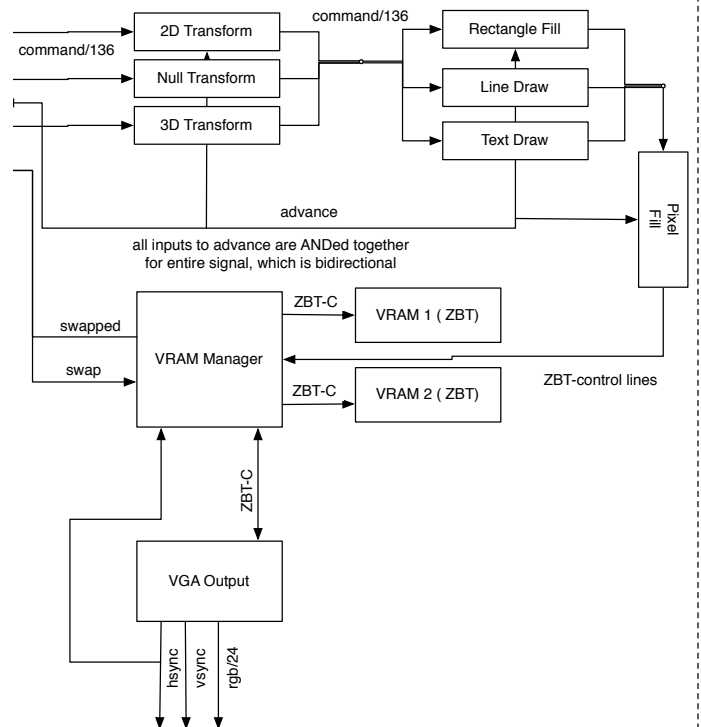 command/136
2D Transform
Rectangle Fill
command/136
Null Transform
Line Draw
3D Transform
Text Draw
Pixel
Fill
advance
all inputs to advance are ANDed together
for entire signal, which is bidirectional
ZBT-C
VRAM 1 ( ZBT)
swapped
VRAM Manager
swap
ZBT-control lines
ZBT-C
VRAM 2 ( ZBT)
ZBT-C
VGA Output
hsync
vsync
rgb/24